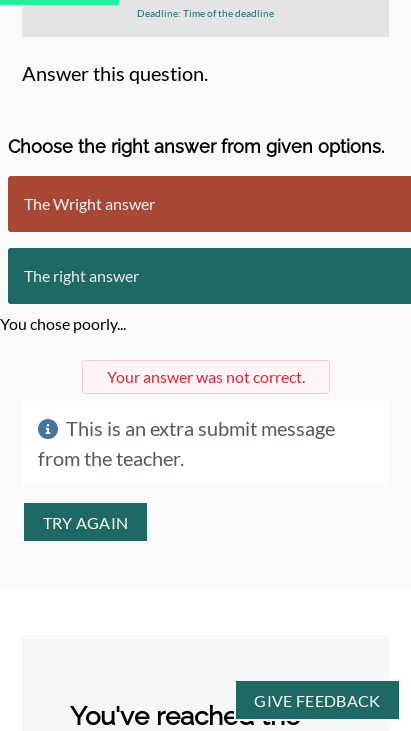 Deadline: Time of the deadline
Answer this question.
Choose the right answer from given options.
The Wright answer
The right answer
You chose poorly...
Your answer was not correct.
This is an extra submit message
from the teacher.
TRY AGAIN
You've reached the
GIVE FEEDBACK